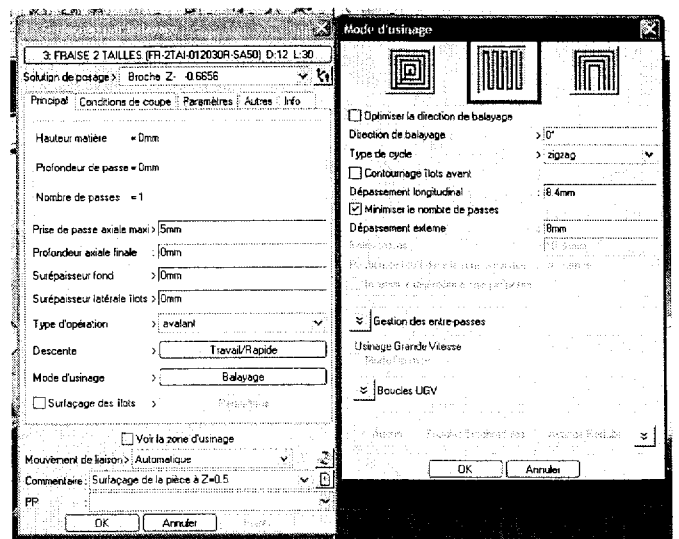 3: FRAISE 2 TAILLES (FR-2TAI-012030R-SA50) D:12 L:30
Solution de posage > Broche Z- -0.6656
Principal Conditions de coupe Paramètres Autres Info
Hauteur matière = 0mm
Profondeur de passe = 0mm
Nombre de passes = 1
Prise de passe axiale maxi > 5mm
Profondeur axiale finale : 0mm
Surépaisseur fond > 0mm
Surépaisseur latérale îlots > 0mm
Type d'opération > avalant
Descente > Travail/Rapide
Mode d'usinage > Balayage
Surfaçage des îlots >
Voir la zone d'usinage
Mouvement de liaison > Automatique
Commentaire : Surfaçage de la pièce à Z=0.5
PP :
OK Annuler
Mode d'usinage
Optimiser la direction de balayage
Direction de balayage > 0°
Type de cycle > zigzag
Contournage îlots avant
Dépassement longitudinal : 8.4mm
Minimiser le nombre de passes
Dépassement externe : 8mm
Gestion des entre-passes
Usinage Grande Vitesse
Boucles UGV
OK Annuler